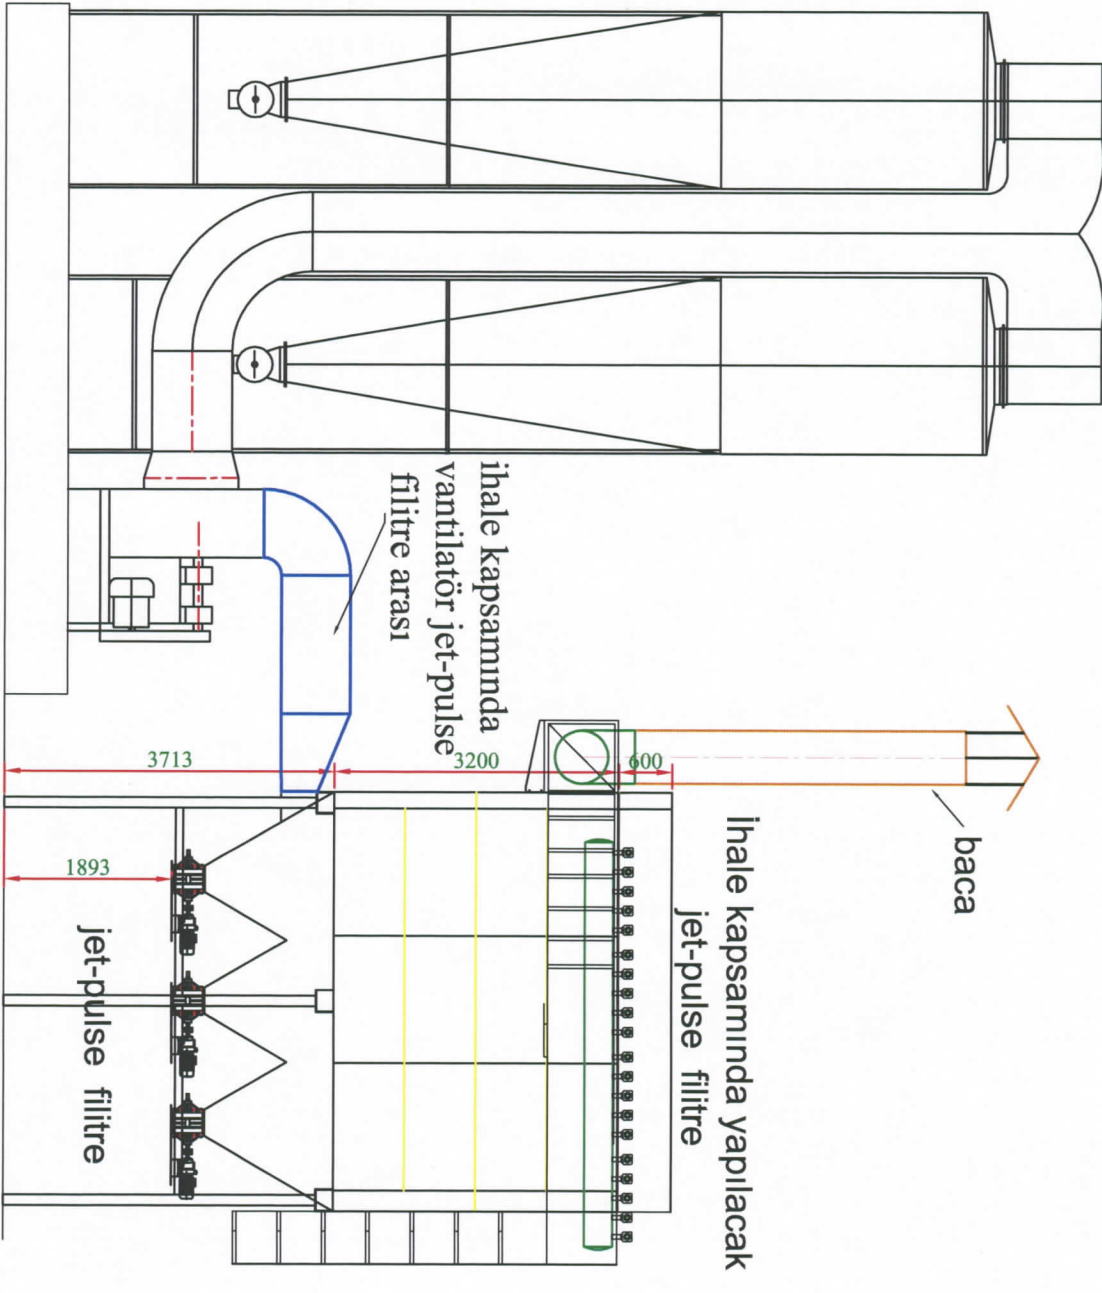 ihale kapsamında
vantilatör jet-pulse
filitre arası
3713
3200
600
1893
baca
İhale kapsamında yapılacak
jet-pulse filitre
jet-pulse filitre